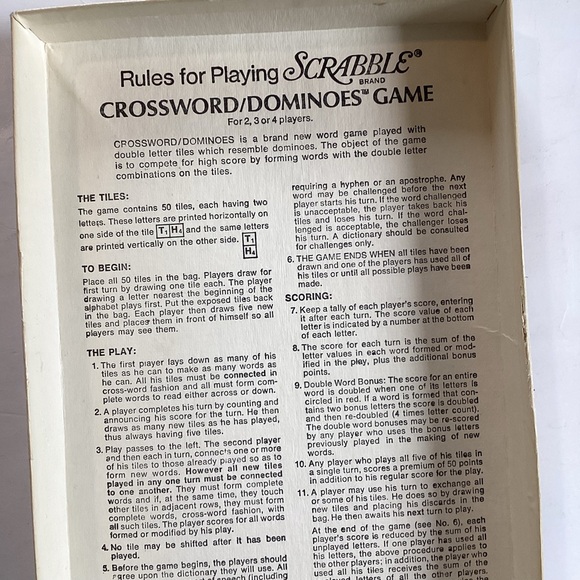 Rules for Playing SCRABBLE®
BRAND
CROSSWORD/DOMINOES™ GAME
For 2, 3 or 4 players.
CROSSWORD/DOMINOES is a brand new word game played with
double letter tiles which resemble dominoes. The object of the game
is to compete for high score by forming words with the double letter
combinations on the tiles.
THE TILES:
The game contains 50 tiles, each having two
letters. These letters are printed horizontally on
one side of the tile T1 H4 and the same letters
are printed vertically on the other side. T1
H4
TO BEGIN:
Place all 50 tiles in the bag. Players draw for
first turn by drawing one tile each. The player
drawing a letter nearest the beginning of the
alphabet plays first. Put the exposed tiles back
in the bag. Each player then draws five new
tiles and places them in front of himself so all
players may see them.
THE PLAY:
1. The first player lays down as many of his
tiles as he can to make as many words as
he can. All his tiles must be connected in
cross-word fashion and all must form com-
plete words to read either across or down.
2. A player completes his turn by counting and
announcing his score for the turn. He then
draws as many new tiles as he has played,
thus always having five tiles.
3. Play passes to the left. The second player
and then each in turn, connects one or more
of his tiles to those already played so as to
form new words. However all new tiles
played in any one turn must be connected
to one another. They must form complete
words and if, at the same time, they touch
other tiles in adjacent rows, they must form
complete words, cross-word fashion, with
all such tiles. The player scores for all words
formed or modified by his play.
4. No tile may be shifted after it has been
played.
5. Before the game begins, the players should
agree upon the dictionary they will use. All
of speech (including
requiring a hyphen or an apostrophe. Any
word may be challenged before the next
player starts his turn. If the word challenged
is unacceptable, the player takes back his
tiles and loses his turn. If the word chal-
lenged is acceptable, the challenger loses
his turn. A dictionary should be consulted
for challenges only.
6. THE GAME ENDS WHEN all tiles have been
drawn and one of the players has used all of
his tiles or until all possible plays have been
made.
SCORING:
7. Keep a tally of each player's score, entering
it after each turn. The score value of each
letter is indicated by a number at the bottom
of each letter.
8. The score for each turn is the sum of the
letter values in each word formed or mod-
ified in the play, plus the additional bonus
points.
9. Double Word Bonus: The score for an entire
word is doubled when one of its letters is
circled in red. If a word is formed that con-
tains two bonus letters the score is doubled
and then re-doubled (4 times letter count).
The double word bonuses may be re-scored
by any player who uses the bonus letters
previously played in the making of new
words.
10. Any player who plays all five of his tiles in
a single turn, scores a premium of 50 points
in addition to his regular score for the play.
11. A player may use his turn to exchange all
or some of his tiles. He does so by drawing
new tiles and placing his discards in the
bag. He then awaits his next turn to play.
At the end of the game (see No. 6), each
player's score is reduced by the sum of his
unplayed letters. If one player has used all
his letters, the above procedure applies to
the other players; in addition, the player who
used all his tiles receives the sum of the
letters of all the other players.